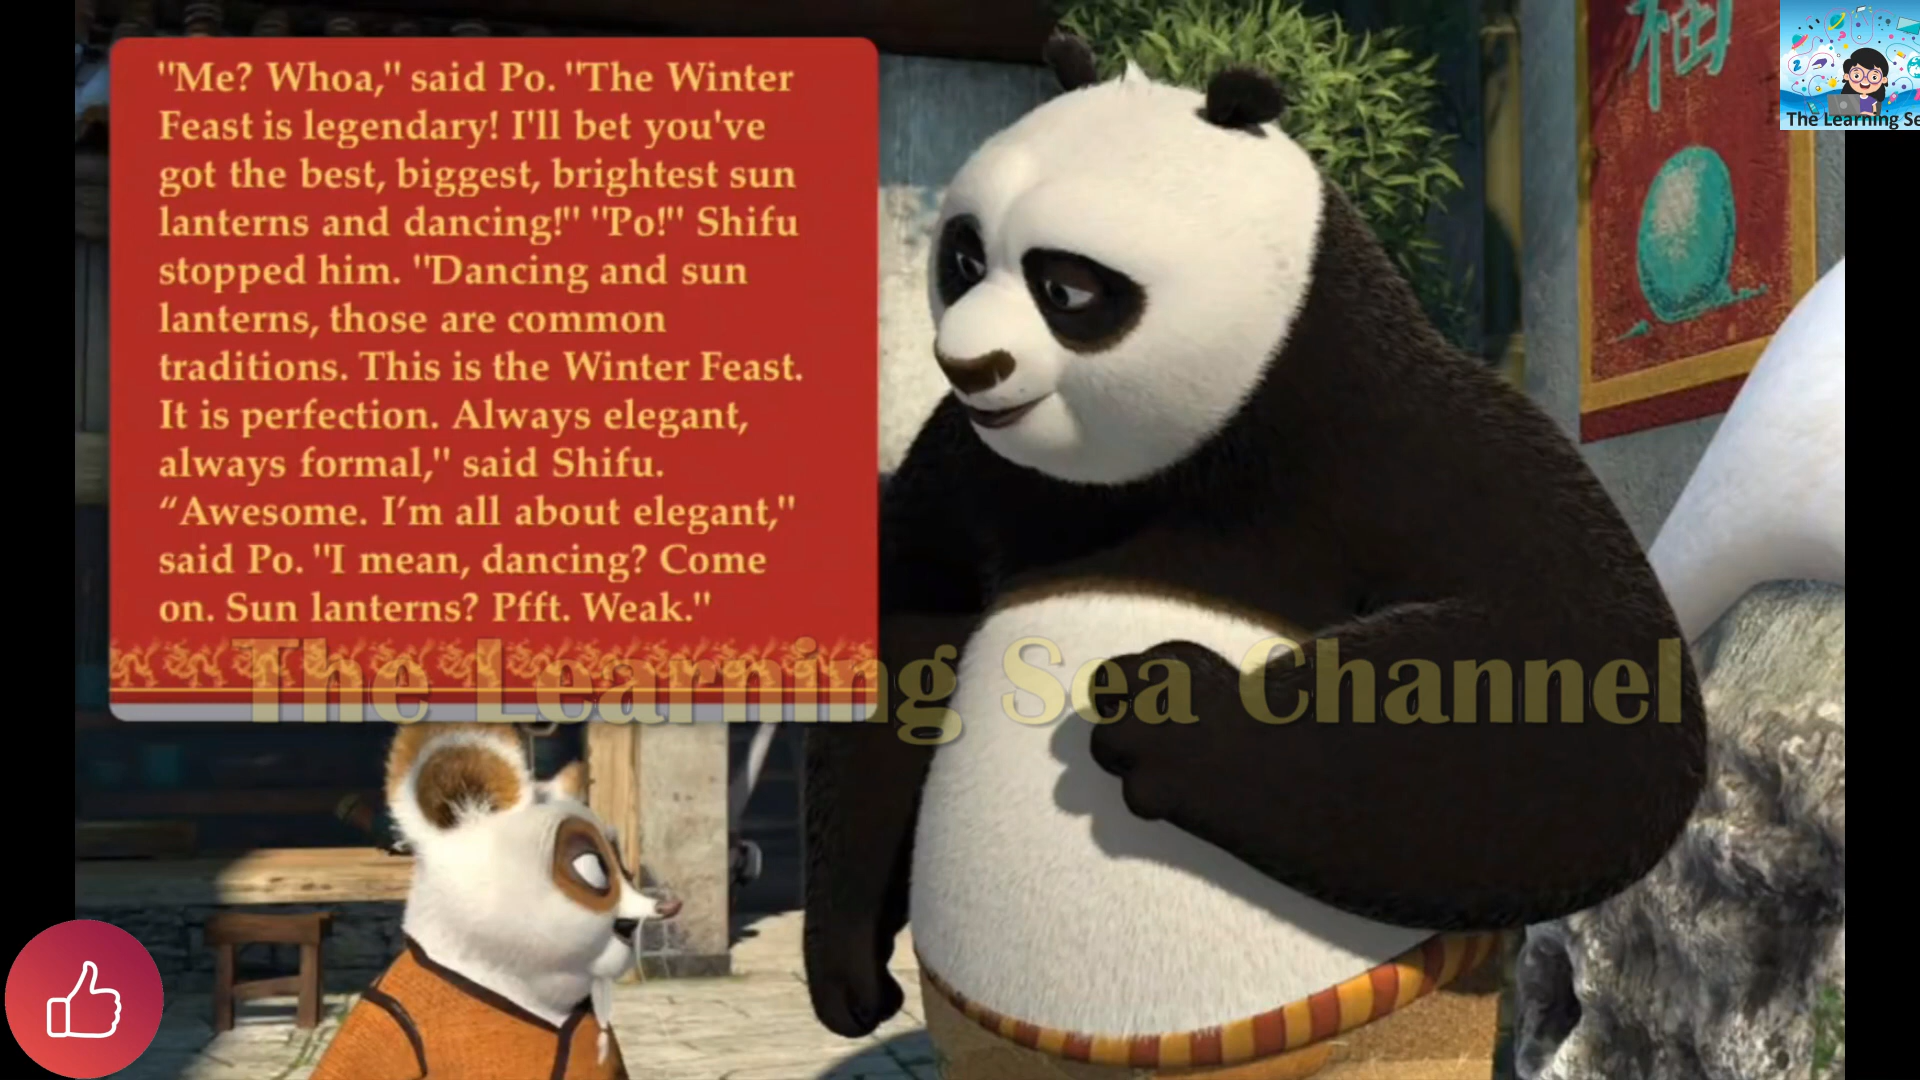 "Me? Whoa," said Po. "The Winter
Feast is legendary! I'll bet you've
got the best, biggest, brightest sun
lanterns and dancing!" "Po!" Shifu
stopped him. "Dancing and sun
lanterns, those are common
traditions. This is the Winter Feast.
It is perfection. Always elegant,
always formal," said Shifu.
“Awesome. I’m all about elegant,"
said Po. "I mean, dancing? Come
on. Sun lanterns? Pfft. Weak."
The Learning Sea Channel
The Learning Se